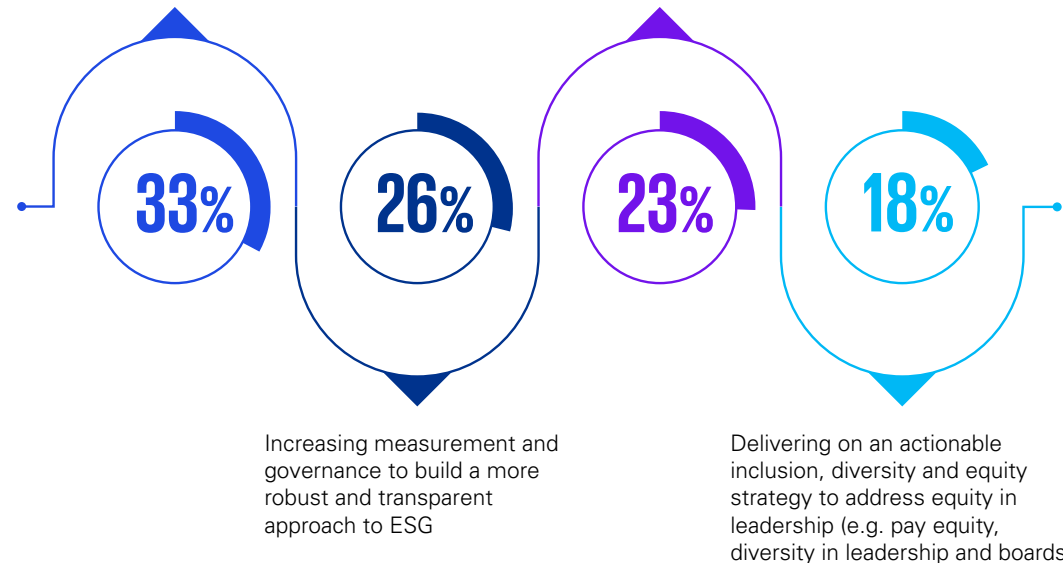 33%
26%
23%
18%
Increasing measurement and
governance to build a more
robust and transparent
approach to ESG
Delivering on an actionable
inclusion, diversity and equity
strategy to address equity in
leadership (e.g. pay equity,
diversity in leadership and boards